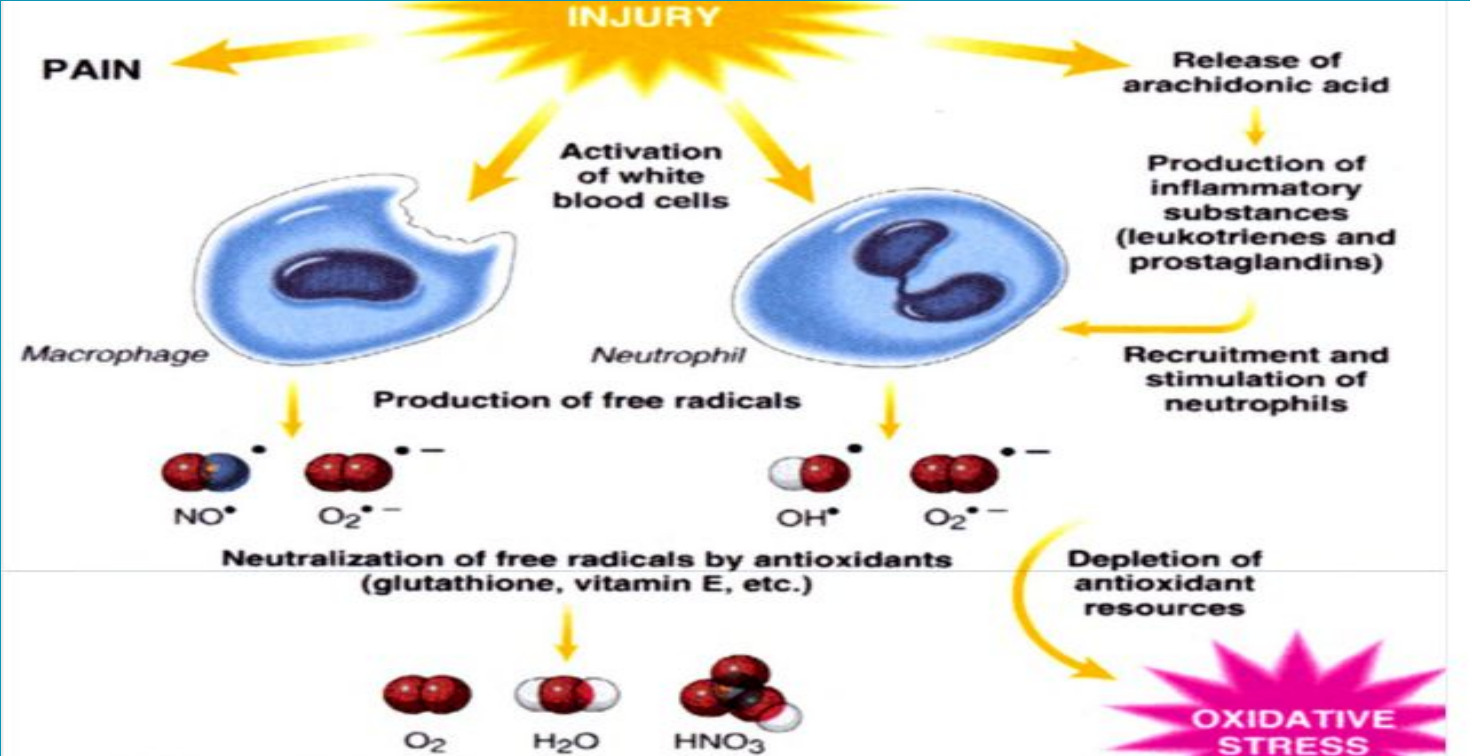 INJURY
PAIN
Release of
arachidonic acid
Activation
of white
blood cells
Production of
inflammatory
substances
(leukotrienes and
prostaglandins)
Macrophage
Neutrophil
Recruitment and
stimulation of
neutrophils
Production of free radicals
NO•
O2•–
OH•
O2•–
Neutralization of free radicals by antioxidants
(glutathione, vitamin E, etc.)
Depletion of
antioxidant
resources
O2
H2O
HNO3
OXIDATIVE
STRESS